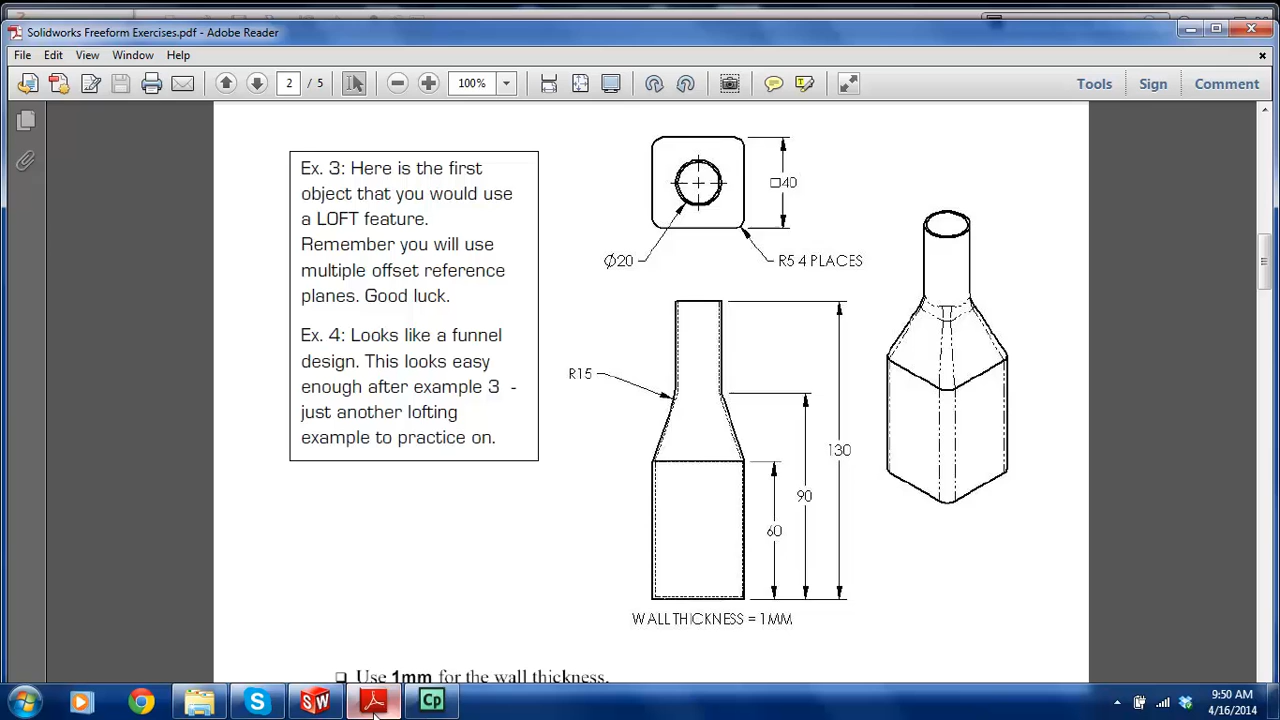 Solidworks Freeform Exercises.pdf - Adobe Reader
File Edit View Window Help
2 / 5 100% Tools Sign Comment
Ex. 3: Here is the first
object that you would use
a LOFT feature.
Remember you will use
multiple offset reference
planes. Good luck.
Ex. 4: Looks like a funnel
design. This looks easy
enough after example 3 -
just another lofting
example to practice on.
□40
Ø20
R5 4 PLACES
R15
130
90
60
WALL THICKNESS = 1MM
Use 1mm for the wall thickness.
SW
Cp
9:50 AM
4/16/2014